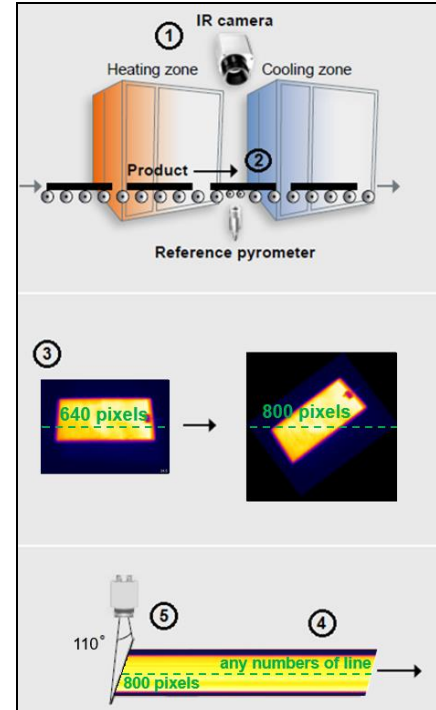 IR camera
1
Heating zone
Cooling zone
Product
2
Reference pyrometer
3
640 pixels
800 pixels
5
4
110°
any numbers of line
800 pixels